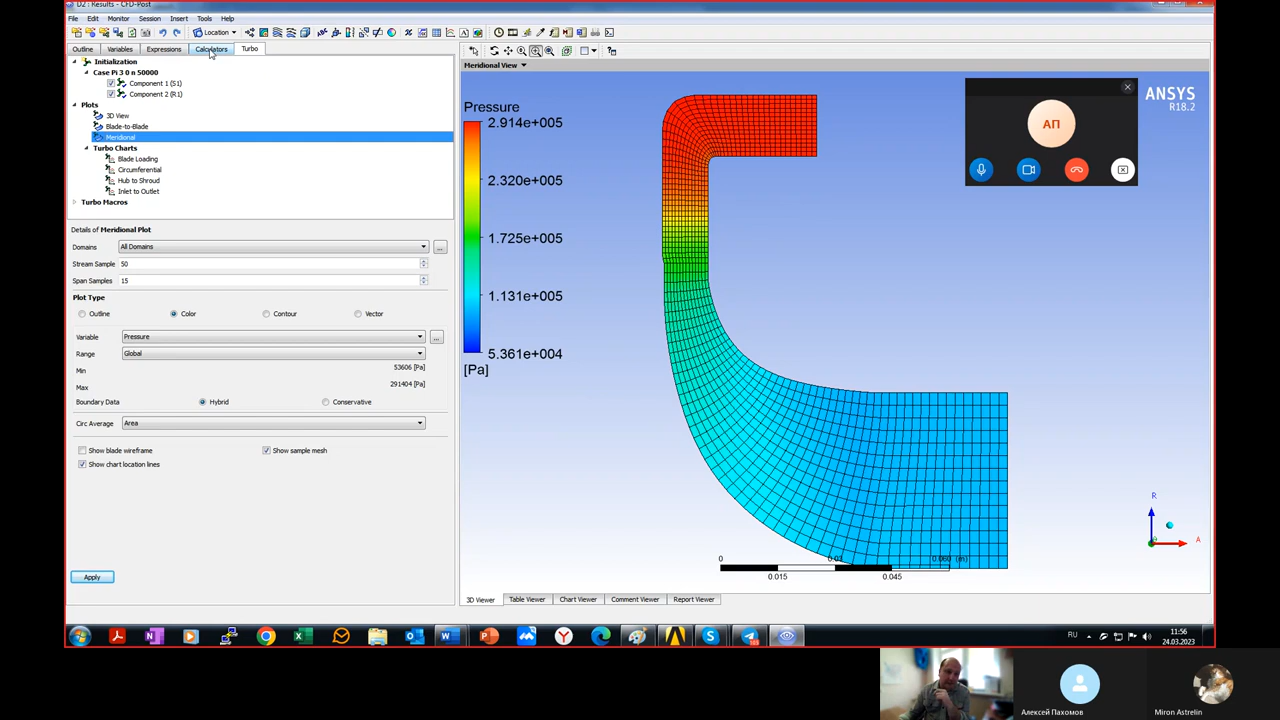 D2 : Results - CFD-Post
File Edit Monitor Session Insert Tools Help
Location
Outline Variables Expressions Calculators Turbo
Initialization
Case Pi 3 0 n 50000
Component 1 (S1)
Component 2 (R1)
Plots
3D View
Blade-to-Blade
Meridional
Turbo Charts
Blade Loading
Circumferential
Hub to Shroud
Inlet to Outlet
Turbo Macros
Details of Meridional Plot
Domains All Domains ...
Stream Sample 50
Span Samples 15
Plot Type
Outline Color Contour Vector
Variable Pressure ...
Range Global
Min 53606 [Pa]
Max 291404 [Pa]
Boundary Data Hybrid Conservative
Circ Average Area
Show blade wireframe Show sample mesh
Show chart location lines
Apply
Meridional View
Pressure
2.914e+005
2.320e+005
1.725e+005
1.131e+005
5.361e+004
[Pa]
ANSYS
R18.2
АП
R
A
0 0.03 0.060 (m)
0.015 0.045
3D Viewer Table Viewer Chart Viewer Comment Viewer Report Viewer
RU
11:56
24.03.2023
Алексей Пахомов
Miron Astrelin